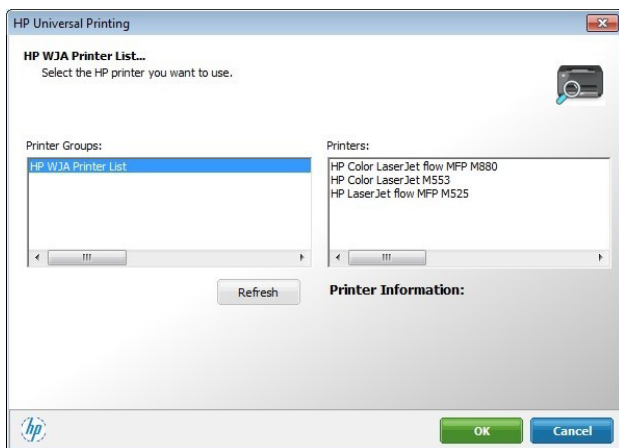 HP Universal Printing
HP WJA Printer List...
Select the HP printer you want to use.
Printer Groups:
Printers:
HP WJA Printer List
HP Color LaserJet flow MFP M880
HP Color LaserJet M553
HP LaserJet flow MFP M525
Refresh
Printer Information:
hp
OK
Cancel